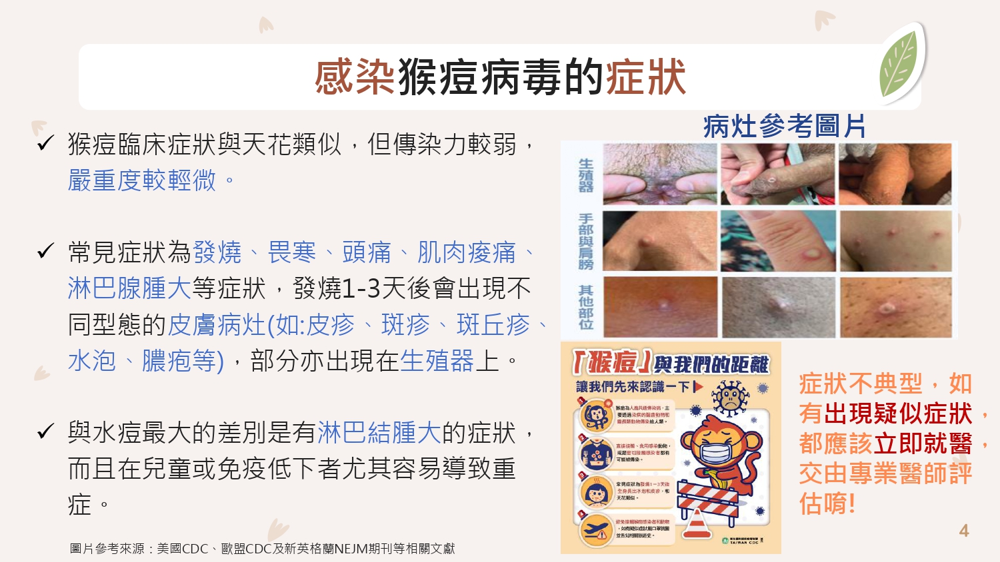 感染猴痘病毒的症狀
猴痘臨床症狀與天花類似，但傳染力較弱，
嚴重度較輕微。
常見症狀為發燒、畏寒、頭痛、肌肉痠痛、
淋巴腺腫大等症狀，發燒1-3天後會出現不
同型態的皮膚病灶(如:皮疹、斑疹、斑丘疹、
水泡、膿疱等)，部分亦出現在生殖器上。
與水痘最大的差別是有淋巴結腫大的症狀，
而且在兒童或免疫低下者尤其容易導致重
症。
圖片參考來源：美國CDC、歐盟CDC及新英格蘭NEJM期刊等相關文獻
病灶參考圖片
生殖器
手部與肩膀
其他部位
「猴痘」與我們的距離
讓我們先來認識一下
1
猴痘為人畜共通傳染病，主
要透過染病的齧齒動物和
靈長類動物傳染給人類。
2
直接接觸、食用感染動物，
或是密切接觸感染者都有
可能被傳染。
3
常見症狀為發燒1-3天後
全身長出水泡和皮疹，和
天花類似。
4
避免接觸猴痘感染者和動物
，如有疑似症狀戴口罩就醫
並告知相關旅遊史。
TAIWAN CDC
症狀不典型，如
有出現疑似症狀，
都應該立即就醫，
交由專業醫師評
估唷!
4